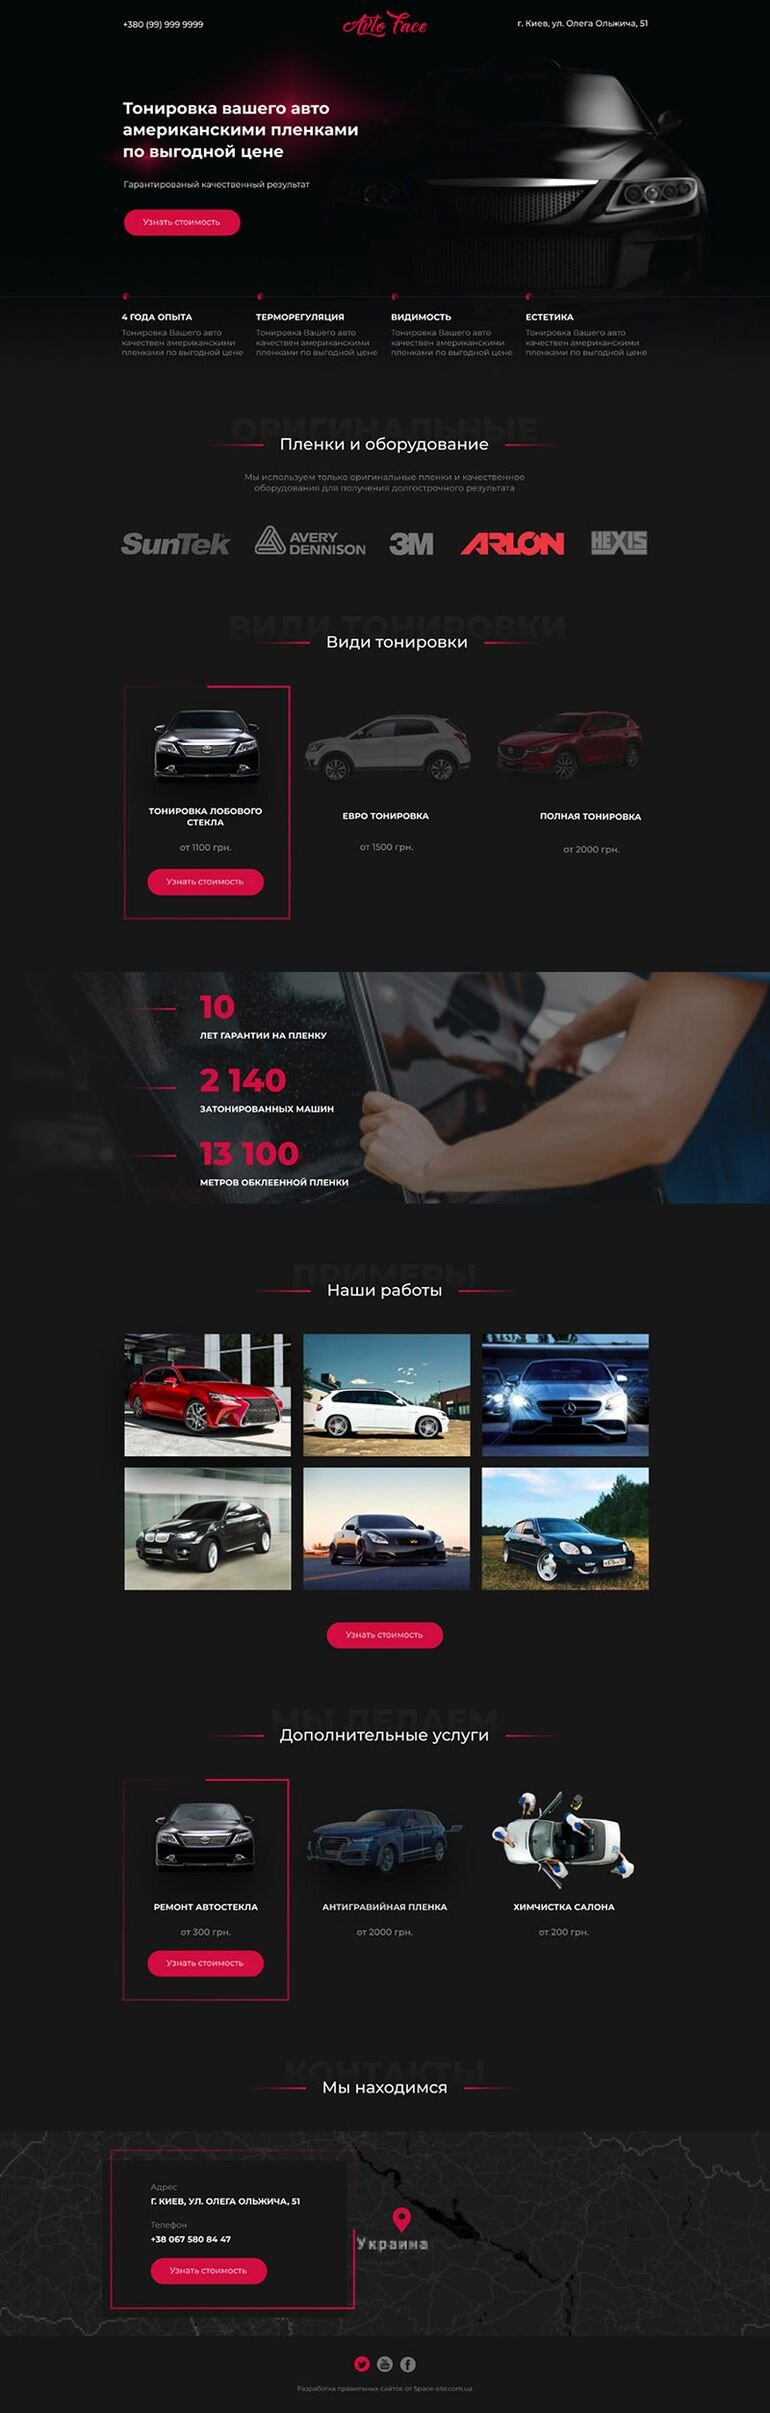 +380 (99) 999 9999
Avto Face
г. Киев, ул. Олега Ольжича, 51
Тонировка вашего авто
американскими пленками
по выгодной цене
Гарантированый качественный результат
Узнать стоимость
4 ГОДА ОПЫТА
Тонировка Вашего авто
качествен американскими
пленками по выгодной цене
ТЕРМОРЕГУЛЯЦИЯ
Тонировка Вашего авто
качествен американскими
пленками по выгодной цене
ВИДИМОСТЬ
Тонировка Вашего авто
качествен американскими
пленками по выгодной цене
ЕСТЕТИКА
Тонировка Вашего авто
качествен американскими
пленками по выгодной цене
ОРИГИНАЛЬНЫЕ
Пленки и оборудование
Мы используем только оригинальные пленки и качественное
оборудования для получения долгострочного результата
SunTek
AVERY
DENNISON
3M
ARLON
HEXIS
ВИДИ ТОНИРОВКИ
Види тонировки
ТОНИРОВКА ЛОБОВОГО
СТЕКЛА
от 1100 грн.
Узнать стоимость
ЕВРО ТОНИРОВКА
от 1500 грн.
ПОЛНАЯ ТОНИРОВКА
от 2000 грн.
10
ЛЕТ ГАРАНТИИ НА ПЛЕНКУ
2 140
ЗАТОНИРОВАННЫХ МАШИН
13 100
МЕТРОВ ОБКЛЕЕННОЙ ПЛЕНКИ
ПРИМЕРЫ
Наши работы
Узнать стоимость
МЫ ДЕЛАЕМ
Дополнительные услуги
РЕМОНТ АВТОСТЕКЛА
от 300 грн.
Узнать стоимость
АНТИГРАВИЙНАЯ ПЛЕНКА
от 2000 грн.
ХИМЧИСТКА САЛОНА
от 200 грн.
КОНТАКТЫ
Мы находимся
Адрес
Г. КИЕВ, УЛ. ОЛЕГА ОЛЬЖИЧА, 51
Телефон
+38 067 580 84 47
Узнать стоимость
Украина
Разработка правильных сайтов от Space-site.com.ua